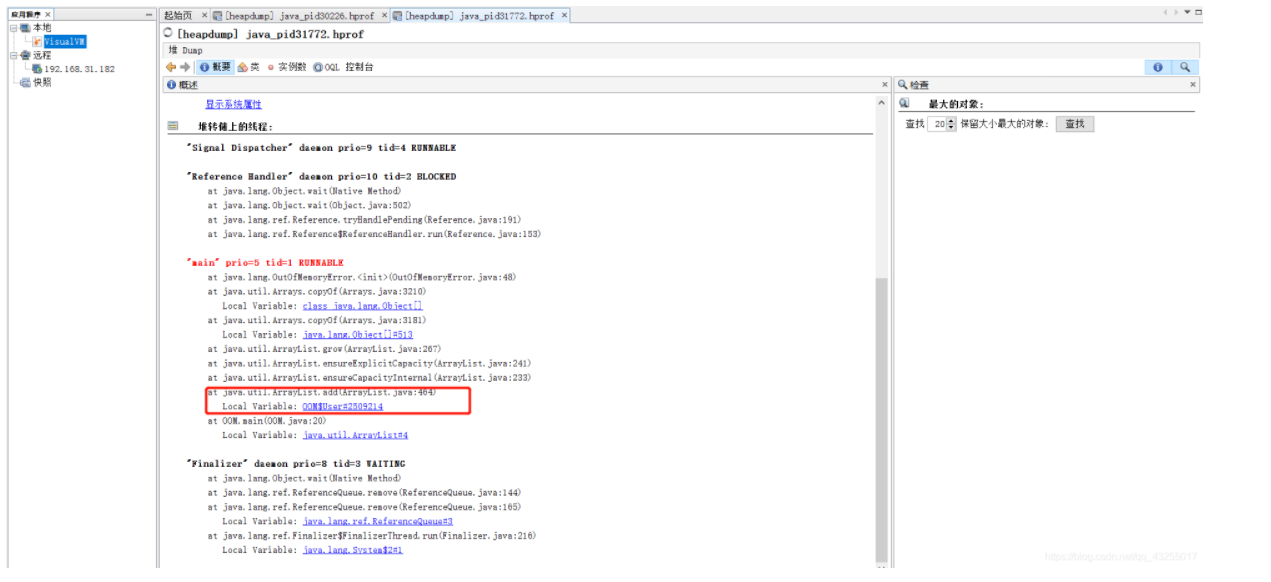 应用程序 ×
本地
VisualVM
远程
192.168.31.182
快照
起始页 × [heapdump] java_pid30226.hprof × [heapdump] java_pid31772.hprof ×
[heapdump] java_pid31772.hprof
堆 Dump
概要 类 实例数 OQL 控制台
概述
显示系统属性
堆转储上的线程:
"Signal Dispatcher" daemon prio=9 tid=4 RUNNABLE
"Reference Handler" daemon prio=10 tid=2 BLOCKED
at java.lang.Object.wait(Native Method)
at java.lang.Object.wait(Object.java:502)
at java.lang.ref.Reference.tryHandlePending(Reference.java:191)
at java.lang.ref.Reference$ReferenceHandler.run(Reference.java:153)
"main" prio=5 tid=1 RUNNABLE
at java.lang.OutOfMemoryError.<init>(OutOfMemoryError.java:48)
at java.util.Arrays.copyOf(Arrays.java:3210)
Local Variable: class java.lang.Object[]
at java.util.Arrays.copyOf(Arrays.java:3181)
Local Variable: java.lang.Object[]#513
at java.util.ArrayList.grow(ArrayList.java:267)
at java.util.ArrayList.ensureExplicitCapacity(ArrayList.java:241)
at java.util.ArrayList.ensureCapacityInternal(ArrayList.java:233)
at java.util.ArrayList.add(ArrayList.java:464)
Local Variable: OOM$User#2509214
at OOM.main(OOM.java:20)
Local Variable: java.util.ArrayList#4
"Finalizer" daemon prio=8 tid=3 WAITING
at java.lang.Object.wait(Native Method)
at java.lang.ref.ReferenceQueue.remove(ReferenceQueue.java:144)
at java.lang.ref.ReferenceQueue.remove(ReferenceQueue.java:165)
Local Variable: java.lang.ref.ReferenceQueue#3
at java.lang.ref.Finalizer$FinalizerThread.run(Finalizer.java:216)
Local Variable: java.lang.System$2#1
检查
最大的对象:
查找 20 保留大小最大的对象: 查找
https://blog.csdn.net/qq_43255017